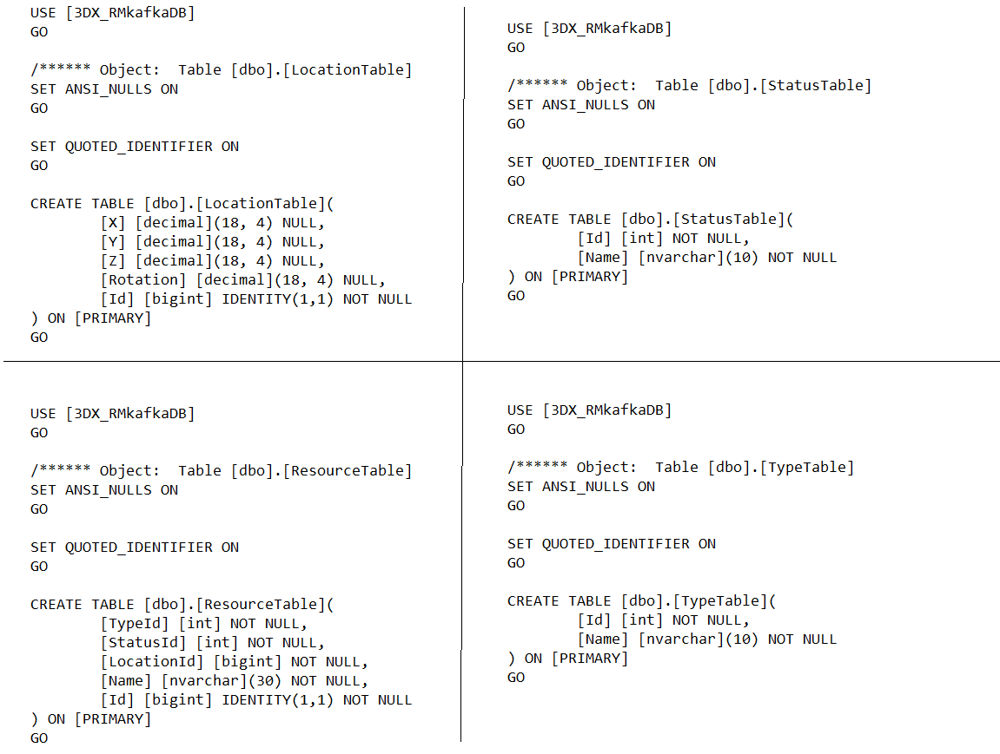 USE [3DX_RMkafkaDB]
GO

/****** Object:  Table [dbo].[LocationTable]
SET ANSI_NULLS ON
GO

SET QUOTED_IDENTIFIER ON
GO

CREATE TABLE [dbo].[LocationTable](
	[X] [decimal](18, 4) NULL,
	[Y] [decimal](18, 4) NULL,
	[Z] [decimal](18, 4) NULL,
	[Rotation] [decimal](18, 4) NULL,
	[Id] [bigint] IDENTITY(1,1) NOT NULL
) ON [PRIMARY]
GO

USE [3DX_RMkafkaDB]
GO

/****** Object:  Table [dbo].[StatusTable]
SET ANSI_NULLS ON
GO

SET QUOTED_IDENTIFIER ON
GO

CREATE TABLE [dbo].[StatusTable](
	[Id] [int] NOT NULL,
	[Name] [nvarchar](10) NOT NULL
) ON [PRIMARY]
GO

USE [3DX_RMkafkaDB]
GO

/****** Object:  Table [dbo].[ResourceTable]
SET ANSI_NULLS ON
GO

SET QUOTED_IDENTIFIER ON
GO

CREATE TABLE [dbo].[ResourceTable](
	[TypeId] [int] NOT NULL,
	[StatusId] [int] NOT NULL,
	[LocationId] [bigint] NOT NULL,
	[Name] [nvarchar](30) NOT NULL,
	[Id] [bigint] IDENTITY(1,1) NOT NULL
) ON [PRIMARY]
GO

USE [3DX_RMkafkaDB]
GO

/****** Object:  Table [dbo].[TypeTable]
SET ANSI_NULLS ON
GO

SET QUOTED_IDENTIFIER ON
GO

CREATE TABLE [dbo].[TypeTable](
	[Id] [int] NOT NULL,
	[Name] [nvarchar](10) NOT NULL
) ON [PRIMARY]
GO